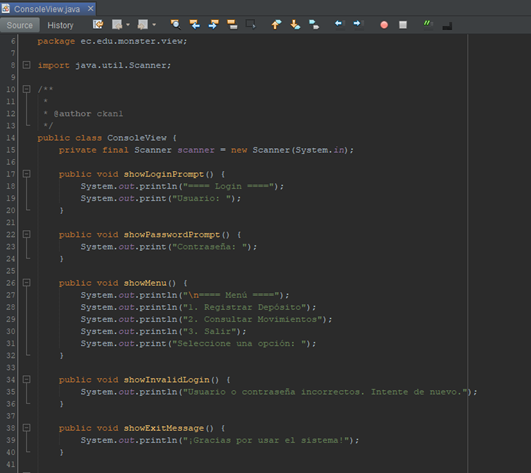 ConsoleView.java
Source History
6 package ec.edu.monster.view;
7
8 import java.util.Scanner;
9
10 /**
11 *
12 * @author ckan1
13 */
14 public class ConsoleView {
15 private final Scanner scanner = new Scanner(System.in);
16
17 public void showLoginPrompt() {
18 System.out.println("==== Login ====");
19 System.out.print("Usuario: ");
20 }
21
22 public void showPasswordPrompt() {
23 System.out.print("Contraseña: ");
24 }
25
26 public void showMenu() {
27 System.out.println("\n==== Menú ====");
28 System.out.println("1. Registrar Depósito");
29 System.out.println("2. Consultar Movimientos");
30 System.out.println("3. Salir");
31 System.out.print("Seleccione una opción: ");
32 }
33
34 public void showInvalidLogin() {
35 System.out.println("Usuario o contraseña incorrectos. Intente de nuevo.");
36 }
37
38 public void showExitMessage() {
39 System.out.println("¡Gracias por usar el sistema!");
40 }
41